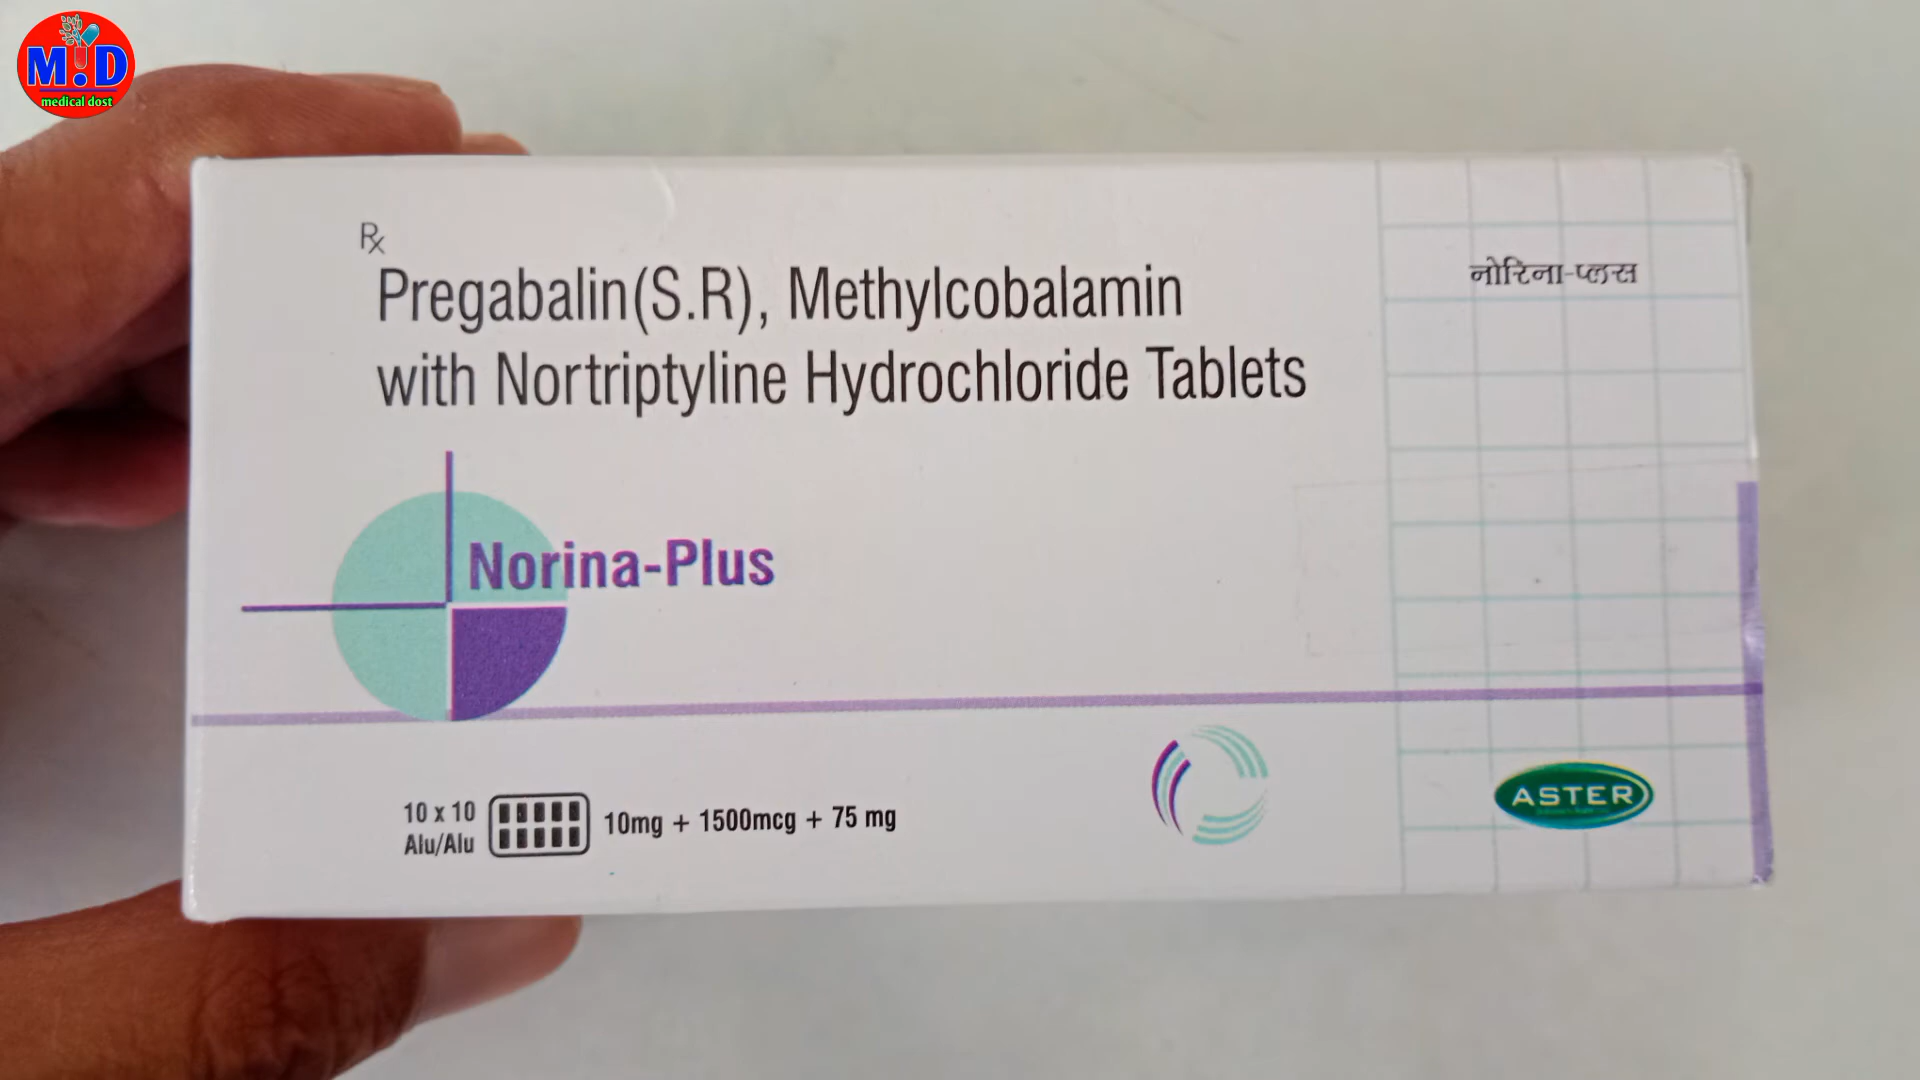 M.D
medical dost
Rx
Pregabalin(S.R), Methylcobalamin
with Nortriptyline Hydrochloride Tablets
नोरिना-प्लस
Norina-Plus
10 x 10
Alu/Alu
10mg + 1500mcg + 75 mg
ASTER